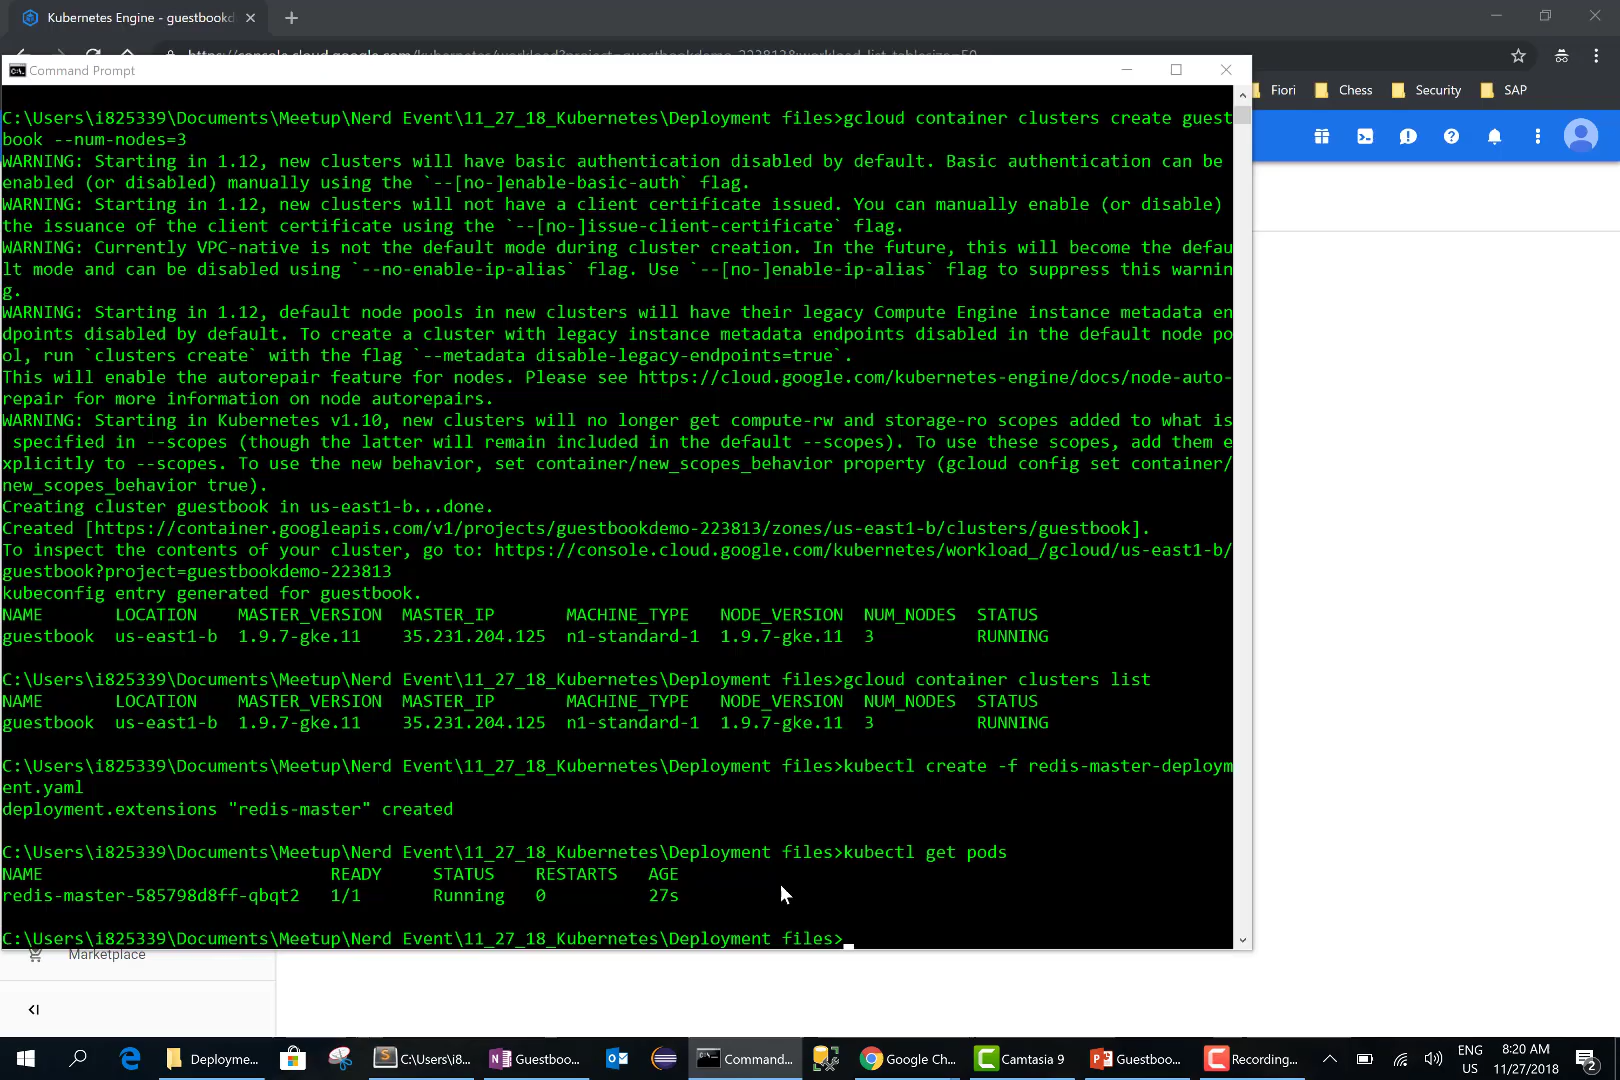 Kubernetes Engine - guestbookd
https://console.cloud.google.com/kubernetes/workload?project=guestbookdemo-223813&workload_list_tablesize=50
Command Prompt
Fiori
Chess
Security
SAP
C:\Users\i825339\Documents\Meetup\Nerd Event\11_27_18_Kubernetes\Deployment files>gcloud container clusters create guest
book --num-nodes=3
WARNING: Starting in 1.12, new clusters will have basic authentication disabled by default. Basic authentication can be
enabled (or disabled) manually using the `--[no-]enable-basic-auth` flag.
WARNING: Starting in 1.12, new clusters will not have a client certificate issued. You can manually enable (or disable)
the issuance of the client certificate using the `--[no-]issue-client-certificate` flag.
WARNING: Currently VPC-native is not the default mode during cluster creation. In the future, this will become the defau
lt mode and can be disabled using `--no-enable-ip-alias` flag. Use `--[no-]enable-ip-alias` flag to suppress this warnin
g.
WARNING: Starting in 1.12, default node pools in new clusters will have their legacy Compute Engine instance metadata en
dpoints disabled by default. To create a cluster with legacy instance metadata endpoints disabled in the default node po
ol, run `clusters create` with the flag `--metadata disable-legacy-endpoints=true`.
This will enable the autorepair feature for nodes. Please see https://cloud.google.com/kubernetes-engine/docs/node-auto-
repair for more information on node autorepairs.
WARNING: Starting in Kubernetes v1.10, new clusters will no longer get compute-rw and storage-ro scopes added to what is
specified in --scopes (though the latter will remain included in the default --scopes). To use these scopes, add them e
xplicitly to --scopes. To use the new behavior, set container/new_scopes_behavior property (gcloud config set container/
new_scopes_behavior true).
Creating cluster guestbook in us-east1-b...done.
Created [https://container.googleapis.com/v1/projects/guestbookdemo-223813/zones/us-east1-b/clusters/guestbook].
To inspect the contents of your cluster, go to: https://console.cloud.google.com/kubernetes/workload_/gcloud/us-east1-b/
guestbook?project=guestbookdemo-223813
kubeconfig entry generated for guestbook.
NAME LOCATION MASTER_VERSION MASTER_IP MACHINE_TYPE NODE_VERSION NUM_NODES STATUS
guestbook us-east1-b 1.9.7-gke.11 35.231.204.125 n1-standard-1 1.9.7-gke.11 3 RUNNING
C:\Users\i825339\Documents\Meetup\Nerd Event\11_27_18_Kubernetes\Deployment files>gcloud container clusters list
NAME LOCATION MASTER_VERSION MASTER_IP MACHINE_TYPE NODE_VERSION NUM_NODES STATUS
guestbook us-east1-b 1.9.7-gke.11 35.231.204.125 n1-standard-1 1.9.7-gke.11 3 RUNNING
C:\Users\i825339\Documents\Meetup\Nerd Event\11_27_18_Kubernetes\Deployment files>kubectl create -f redis-master-deploym
ent.yaml
deployment.extensions "redis-master" created
C:\Users\i825339\Documents\Meetup\Nerd Event\11_27_18_Kubernetes\Deployment files>kubectl get pods
NAME READY STATUS RESTARTS AGE
redis-master-585798d8ff-qbqt2 1/1 Running 0 27s
C:\Users\i825339\Documents\Meetup\Nerd Event\11_27_18_Kubernetes\Deployment files>
Marketplace
Deployme...
C:\Users\i8...
Guestboo...
Command...
Google Ch...
Camtasia 9
Guestboo...
Recording...
ENG
US
8:20 AM
11/27/2018
2